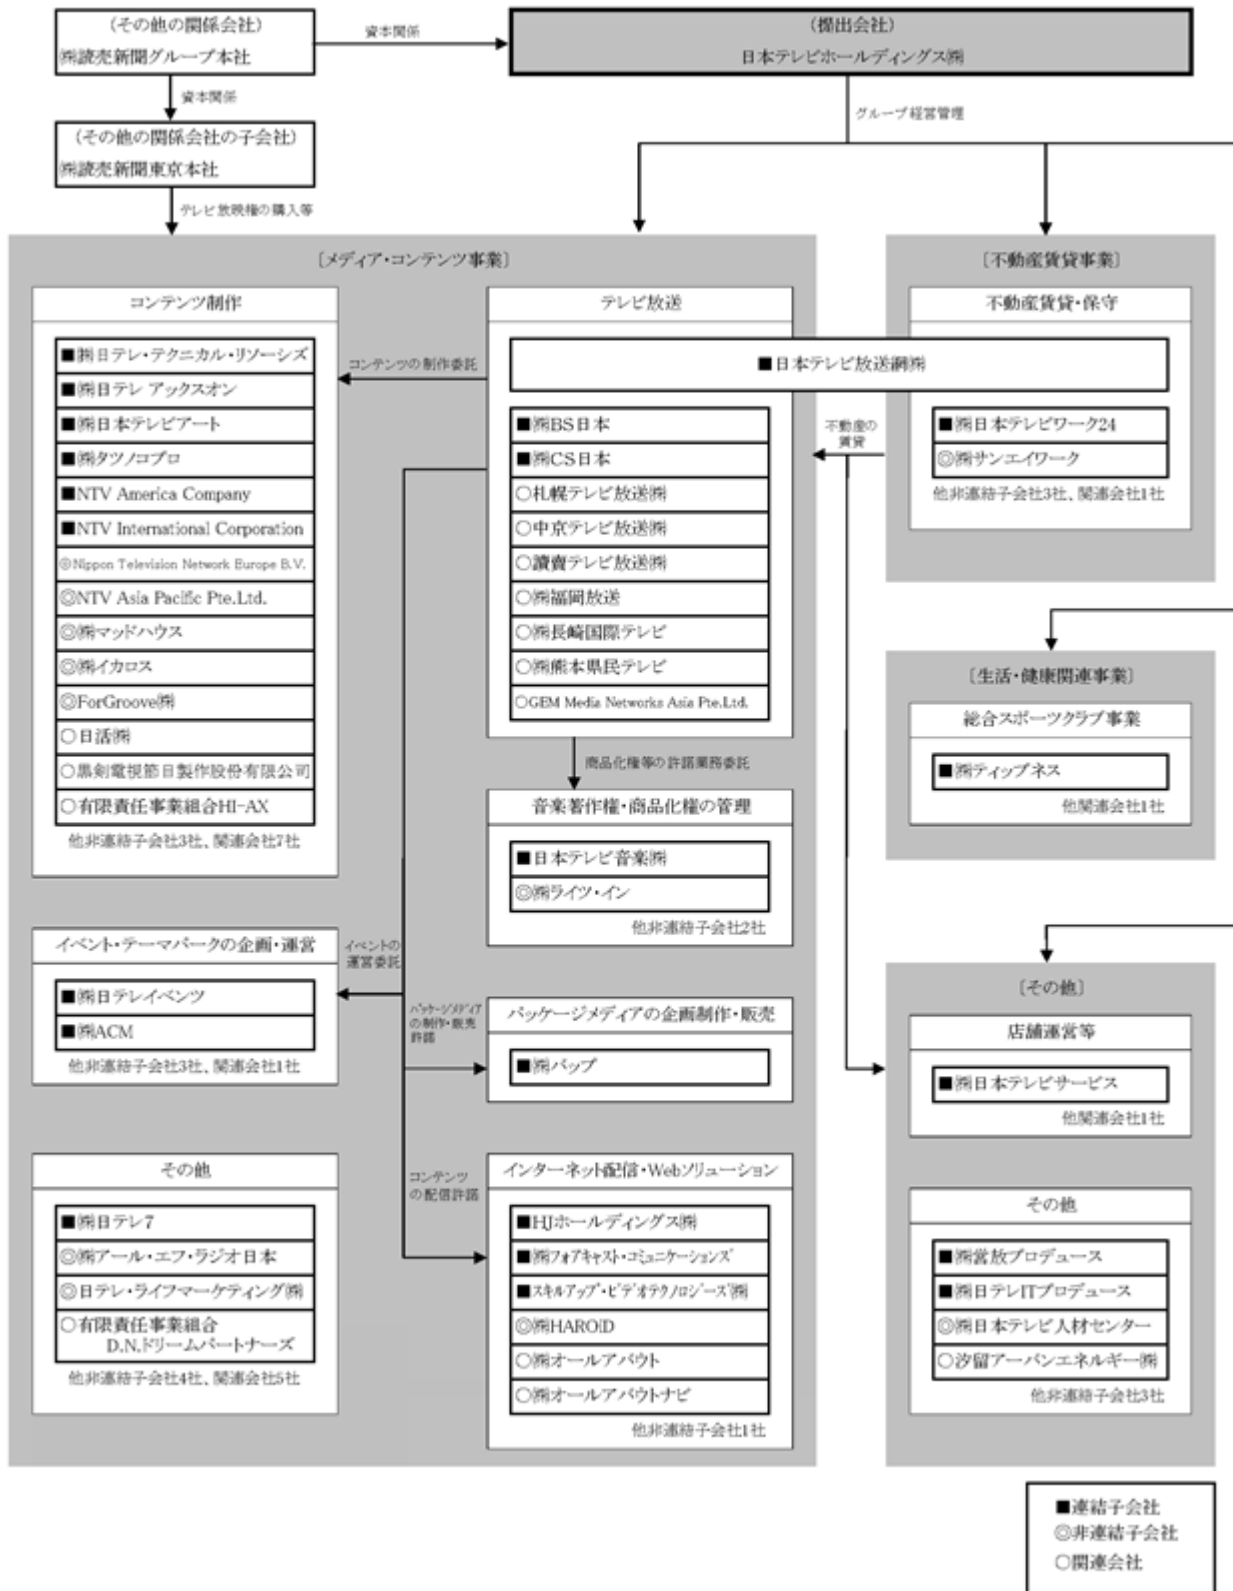 (その他の関係会社)
㈱読売新聞グループ本社
資本関係
(提出会社)
日本テレビホールディングス㈱
資本関係
グループ経営管理
(その他の関係会社の子会社)
㈱読売新聞東京本社
テレビ放映権の購入等
〔メディア・コンテンツ事業〕
コンテンツ制作
■㈱日テレ・テクニカル・リソーシズ
■㈱日テレ アックスオン
■㈱日本テレビアート
■㈱タツノコプロ
■NTV America Company
■NTV International Corporation
◎Nippon Television Network Europe B.V.
◎NTV Asia Pacific Pte.Ltd.
◎㈱マッドハウス
◎㈱イカロス
◎ForGroove㈱
○日活㈱
○黒剣電視節目製作股份有限公司
○有限責任事業組合HI-AX
他非連結子会社3社、関連会社7社
コンテンツの制作委託
テレビ放送
■日本テレビ放送網㈱
■㈱BS日本
■㈱CS日本
○札幌テレビ放送㈱
○中京テレビ放送㈱
○讀賣テレビ放送㈱
○㈱福岡放送
○㈱長崎国際テレビ
○㈱熊本県民テレビ
○GEM Media Networks Asia Pte.Ltd.
商品化権等の許諾業務委託
音楽著作権・商品化権の管理
■日本テレビ音楽㈱
◎㈱ライツ・イン
他非連結子会社2社
イベント・テーマパークの企画・運営
■㈱日テレイベンツ
■㈱ACM
他非連結子会社3社、関連会社1社
イベントの
運営委託
パッケージメディア
の制作・販売
許諾
パッケージメディアの企画制作・販売
■㈱バップ
その他
■㈱日テレ7
◎㈱アール・エフ・ラジオ日本
◎日テレ・ライフマーケティング㈱
○有限責任事業組合
D.N.ドリームパートナーズ
他非連結子会社4社、関連会社5社
コンテンツ
の配信許諾
インターネット配信・Webソリューション
■HJホールディングス㈱
■㈱フォアキャスト・コミュニケーションズ
■スキルアップ・ビデオテクノロジーズ㈱
◎㈱HAROiD
○㈱オールアバウト
○㈱オールアバウトナビ
他非連結子会社1社
〔不動産賃貸事業〕
不動産賃貸・保守
不動産の
賃貸
■㈱日本テレビワーク24
◎㈱サンエイワーク
他非連結子会社3社、関連会社1社
〔生活・健康関連事業〕
総合スポーツクラブ事業
■㈱ティップネス
他関連会社1社
〔その他〕
店舗運営等
■㈱日本テレビサービス
他関連会社1社
その他
■㈱営放プロデュース
■㈱日テレITプロデュース
◎㈱日本テレビ人材センター
○汐留アーバンエネルギー㈱
他非連結子会社3社
■連結子会社
◎非連結子会社
○関連会社